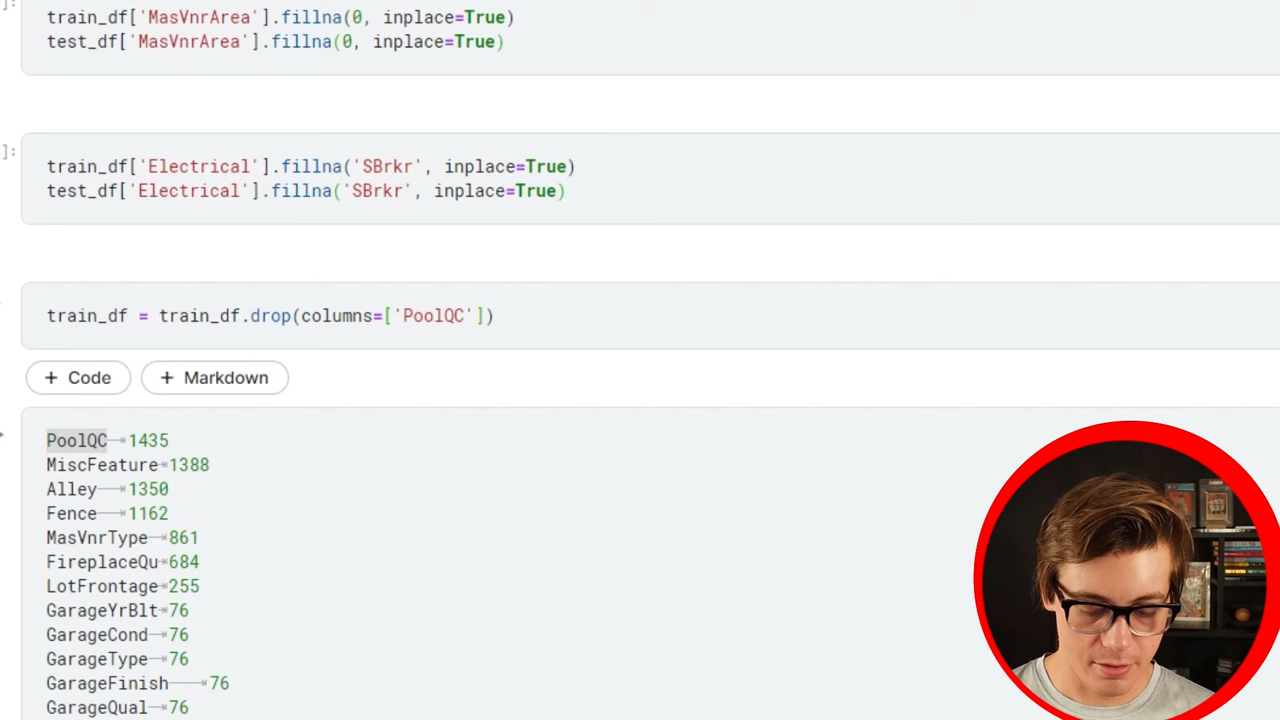 ]:
train_df['MasVnrArea'].fillna(0, inplace=True)
test_df['MasVnrArea'].fillna(0, inplace=True)
]:
train_df['Electrical'].fillna('SBrkr', inplace=True)
test_df['Electrical'].fillna('SBrkr', inplace=True)
train_df = train_df.drop(columns=['PoolQC'])
+ Code + Markdown
PoolQC 1435
MiscFeature 1388
Alley 1350
Fence 1162
MasVnrType 861
FireplaceQu 684
LotFrontage 255
GarageYrBlt 76
GarageCond 76
GarageType 76
GarageFinish 76
GarageQual 76